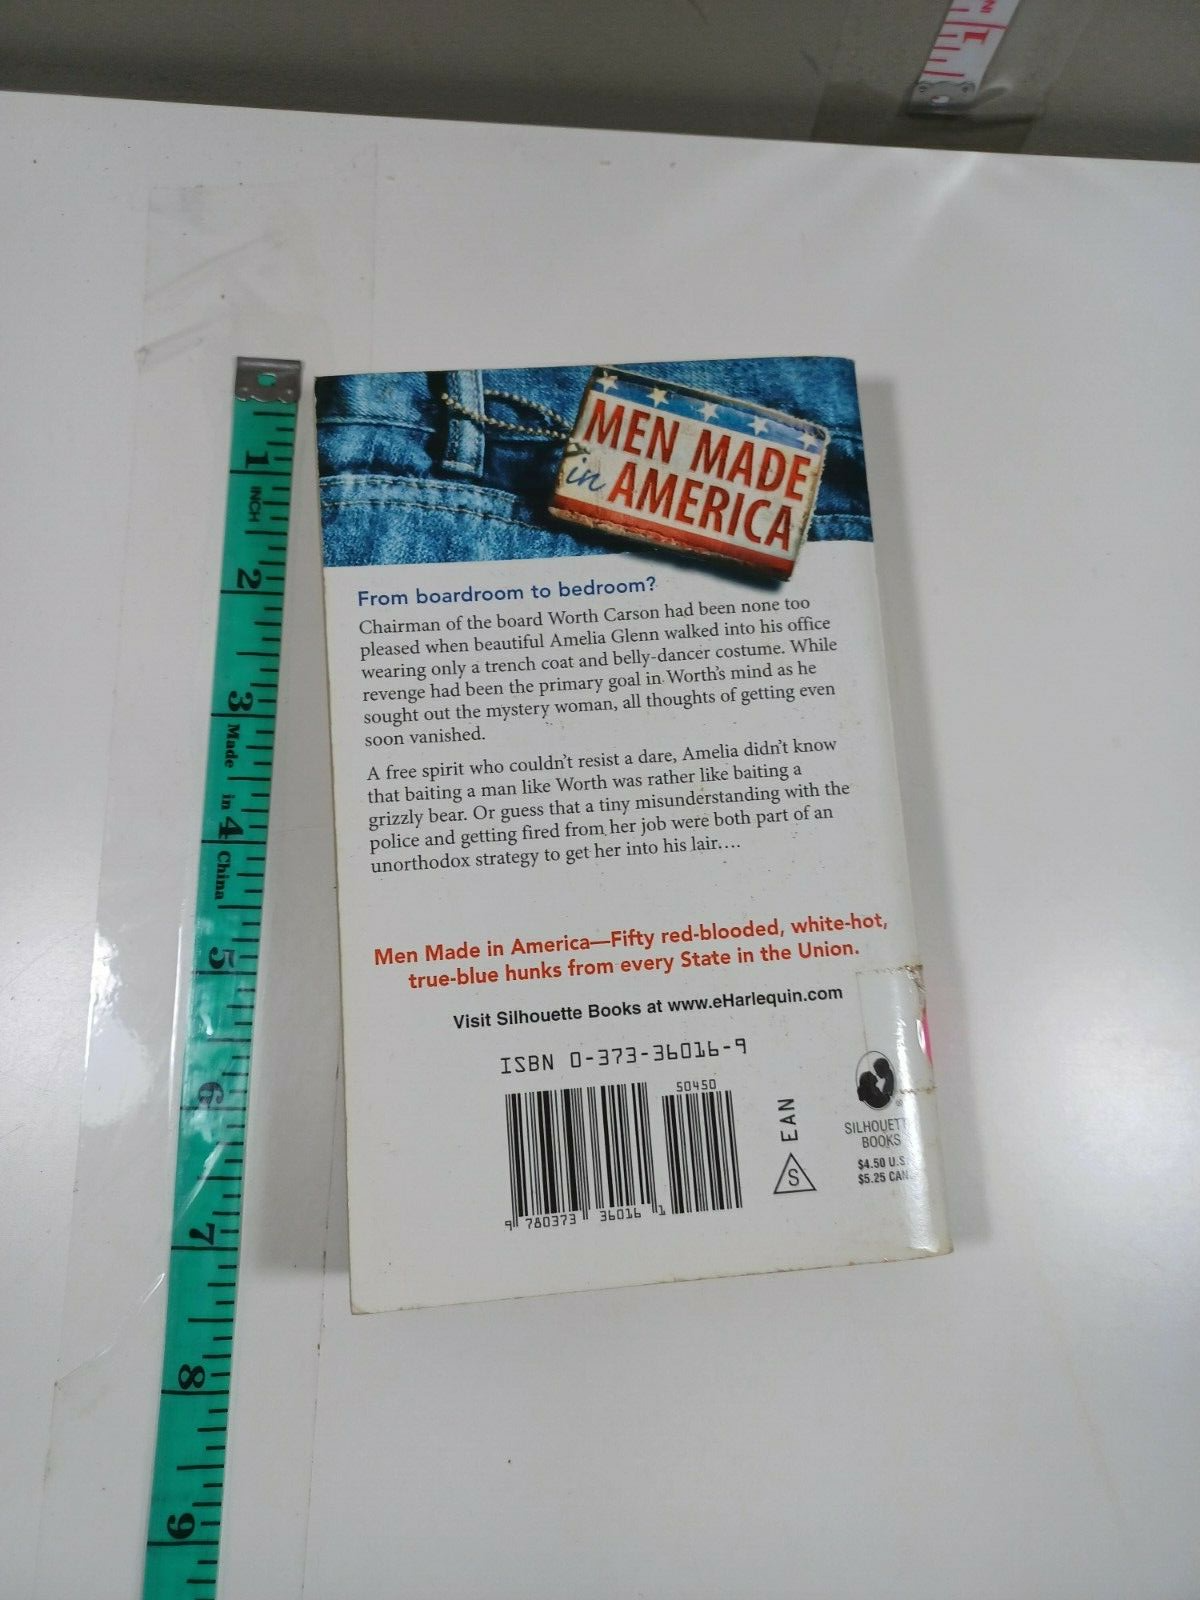 IN
1
MEN MADE
in AMERICA
From boardroom to bedroom?
Chairman of the board Worth Carson had been none too
pleased when beautiful Amelia Glenn walked into his office
wearing only a trench coat and belly-dancer costume. While
revenge had been the primary goal in Worth's mind as he
sought out the mystery woman, all thoughts of getting even
soon vanished.
A free spirit who couldn't resist a dare, Amelia didn't know
that baiting a man like Worth was rather like baiting a
grizzly bear. Or guess that a tiny misunderstanding with the
police and getting fired from her job were both part of an
unorthodox strategy to get her into his lair....
Men Made in America—Fifty red-blooded, white-hot,
true-blue hunks from every State in the Union.
Visit Silhouette Books at www.eHarlequin.com
ISBN 0-373-36016-9
50450
9 780373 36016 1
EAN
S
SILHOUETT
BOOKS
$4.50 U.S.
$5.25 CAN.
1 INCH
2
3
Made in China
4
5
6
7
8
9